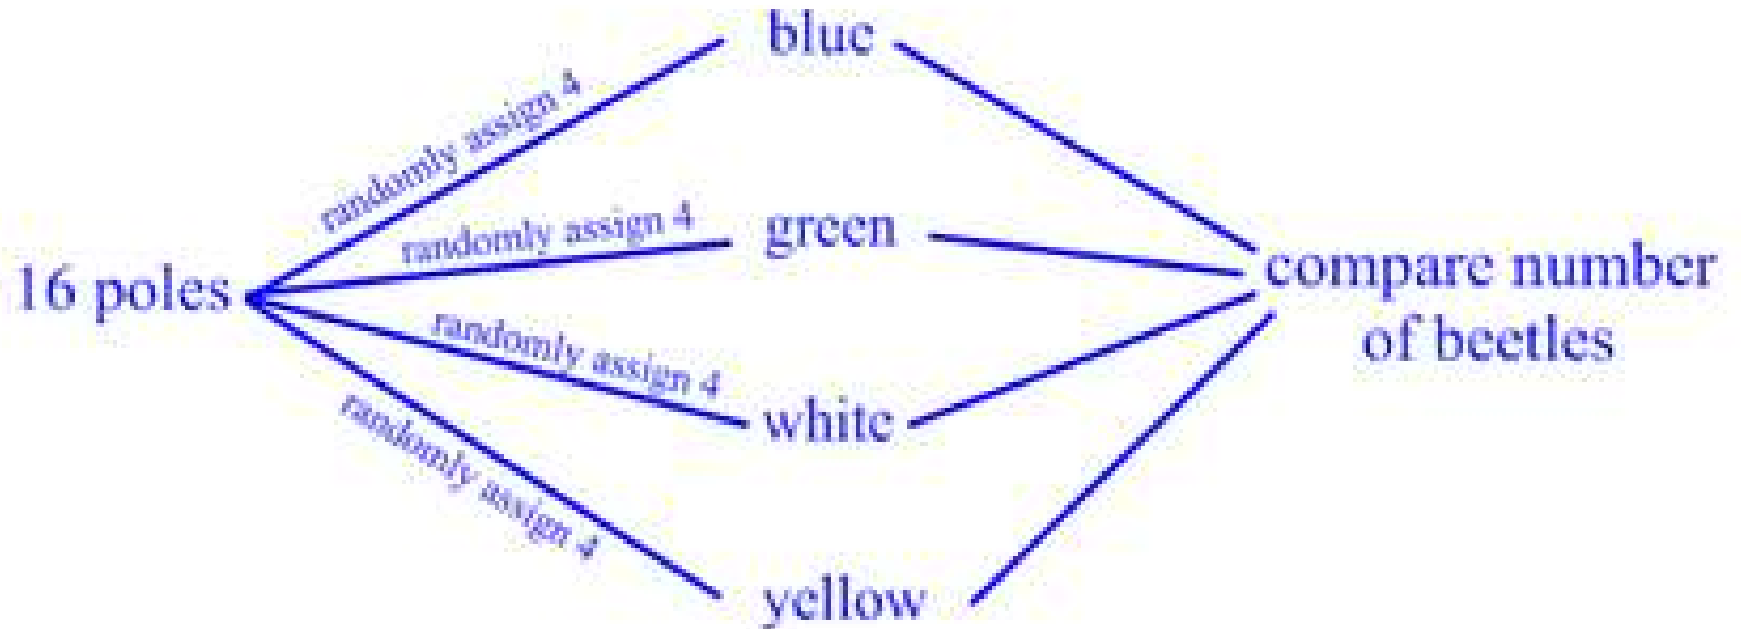 blue
randomly assign 4
randomly assign 4
green
16 poles
compare number
of beetles
randomly assign 4
white
randomly assign 4
yellow